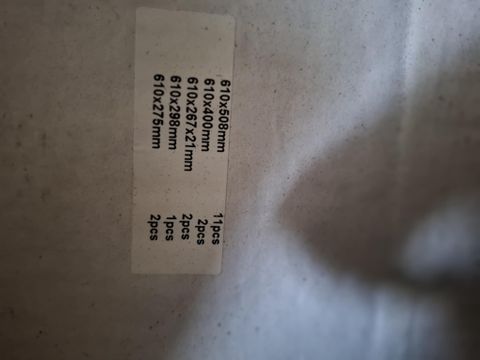 610x508mm 11pcs
610x400mm 2pcs
610x267x21mm 2pcs
610x298mm 1pcs
610x275mm 2pcs